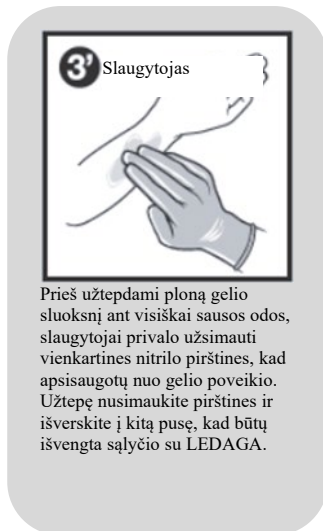 3’ Slaugytojas
Prieš užtepdami ploną gelio
sluoksnį ant visiškai sausos odos,
slaugytojai privalo užsimauti
vienkartines nitrilo pirštines, kad
apsisaugotų nuo gelio poveikio.
Užtepę nusimaukite pirštines ir
išverskite į kitą pusę, kad būtų
išvengta sąlyčio su LEDAGA.